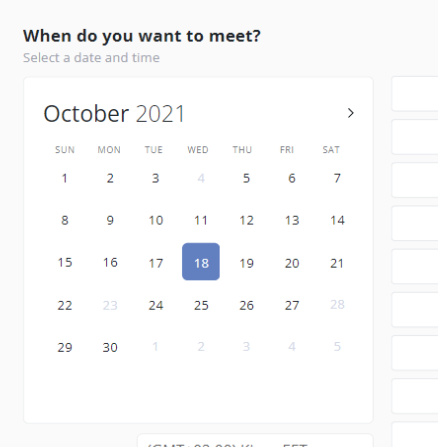 When do you want to meet?
Select a date and time
October 2021
SUN MON TUE WED THU FRI SAT
1 2 3 4 5 6 7
8 9 10 11 12 13 14
15 16 17 18 19 20 21
22 23 24 25 26 27 28
29 30 1 2 3 4 5